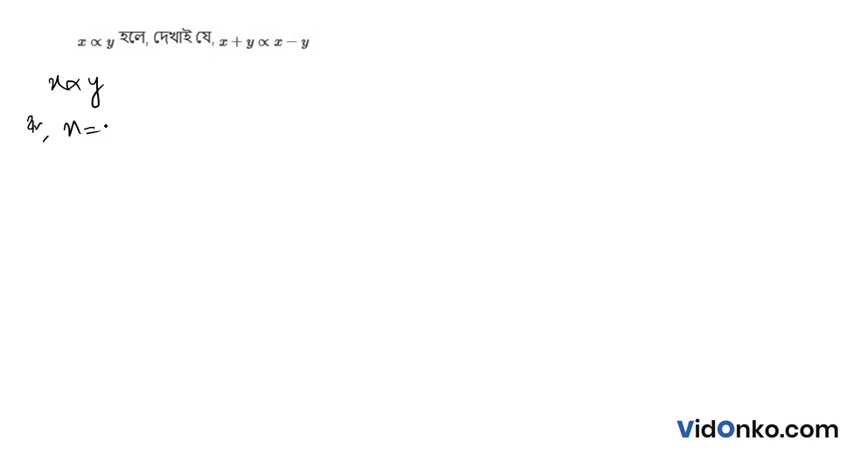 x ∝ y হলে, দেখাই যে, x + y ∝ x − y
x ∝ y
বা, x =
VidOnko.com